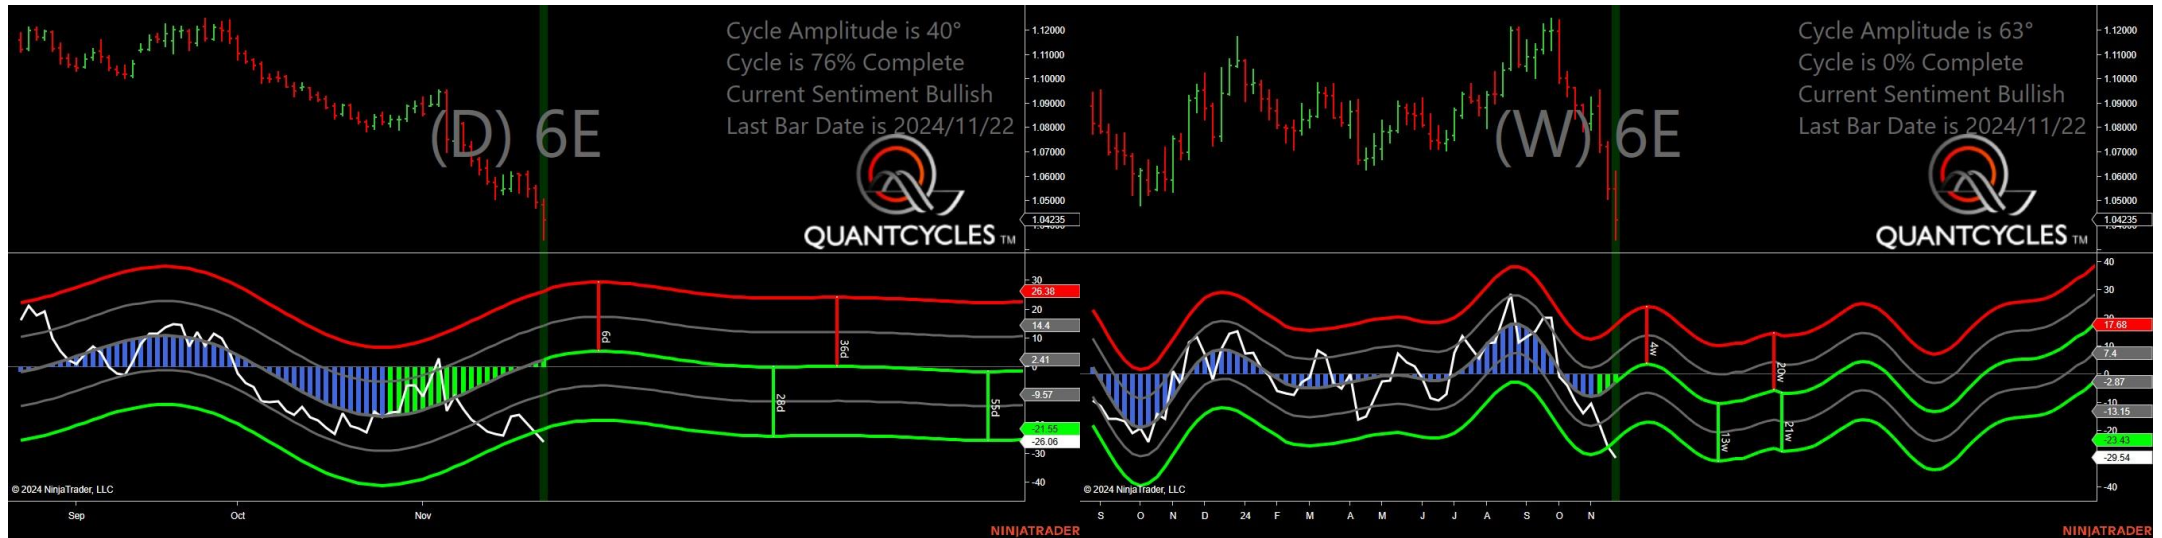 Cycle Amplitude is 40°
Cycle is 76% Complete
Current Sentiment Bullish
Last Bar Date is 2024/11/22
(D) 6E
QUANTCYCLES TM
1.12000
1.11000
1.10000
1.09000
1.08000
1.07000
1.06000
1.05000
1.04235
30
26.38
20
14.4
10
2.41
0
-9.57
-21.55
-26.06
-30
-40
6d
28d
36d
55d
© 2024 NinjaTrader, LLC
Sep Oct Nov
NINJATRADER
Cycle Amplitude is 63°
Cycle is 0% Complete
Current Sentiment Bullish
Last Bar Date is 2024/11/22
(W) 6E
QUANTCYCLES TM
1.12000
1.11000
1.10000
1.09000
1.08000
1.07000
1.06000
1.05000
1.04235
40
30
20
17.68
7.4
0
-2.87
-10
-13.15
-20
-23.43
-29.54
-40
4w
13w
20w
21w
© 2024 NinjaTrader, LLC
S O N D 24 F M A M J J A S O N
NINJATRADER